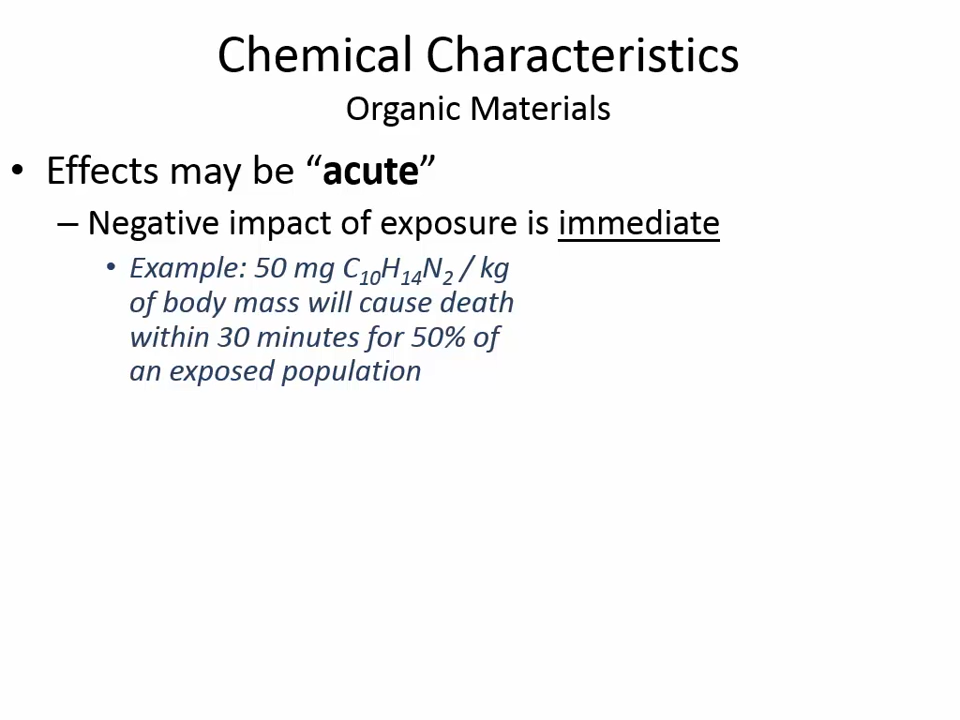 Chemical Characteristics
Organic Materials
• Effects may be “acute”
– Negative impact of exposure is immediate
• Example: 50 mg C₁₀H₁₄N₂ / kg
of body mass will cause death
within 30 minutes for 50% of
an exposed population